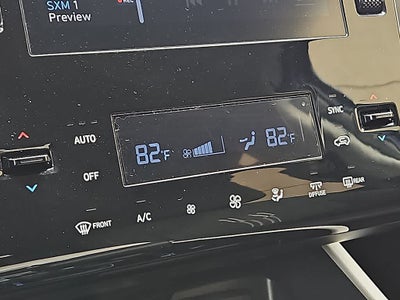 SXM 1
Preview
SYNC
AUTO
82°F
82°F
OFF
FRONT
A/C
DIFFUSE
REAR